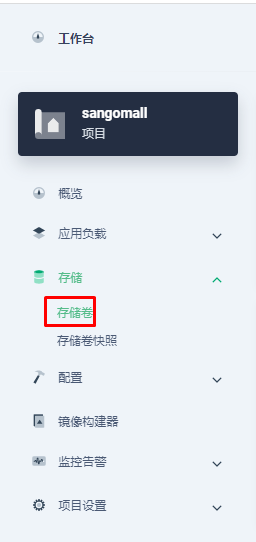 工作台
sangomall
项目
概览
应用负载
存储
存储卷
存储卷快照
配置
镜像构建器
监控告警
项目设置